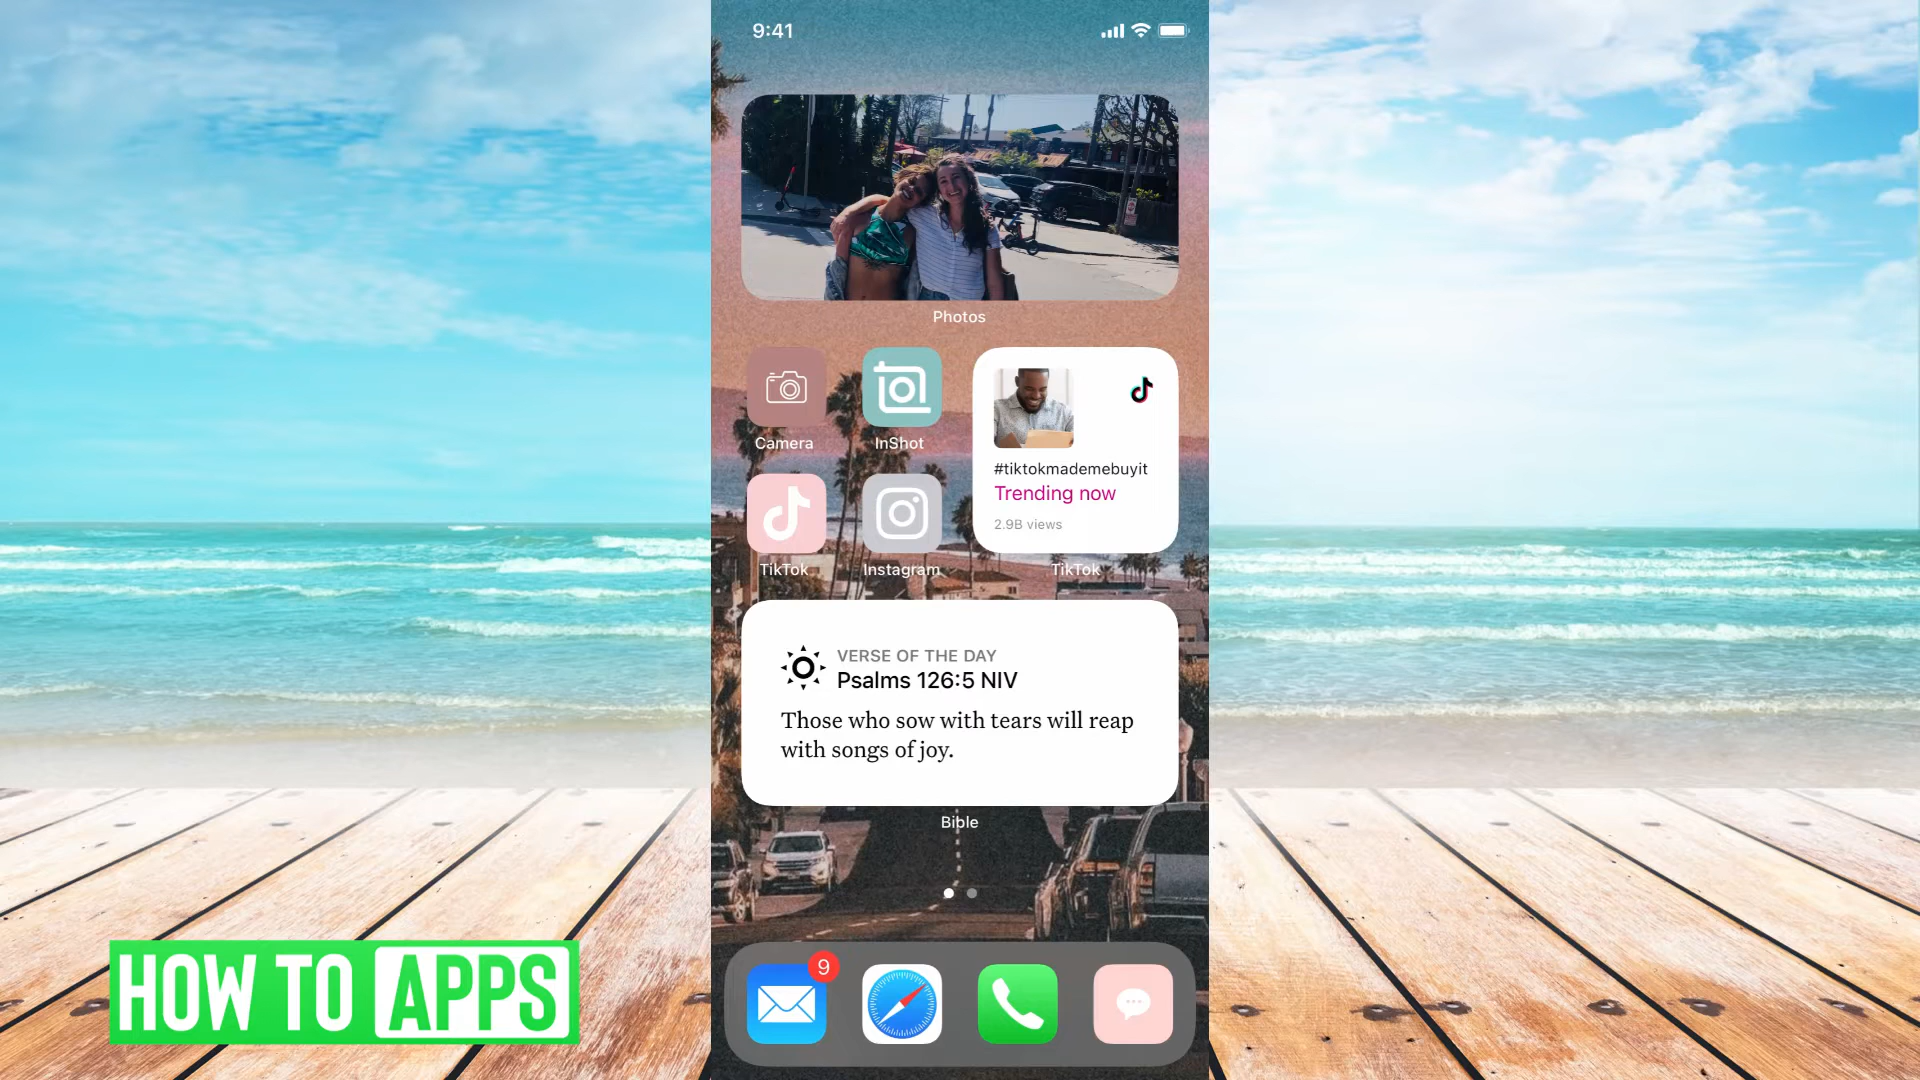 9:41
Photos
Camera
InShot
#tiktokmademebuyit
Trending now
2.9B views
TikTok
Instagram
TikTok
VERSE OF THE DAY
Psalms 126:5 NIV
Those who sow with tears will reap
with songs of joy.
Bible
9
HOW TO APPS